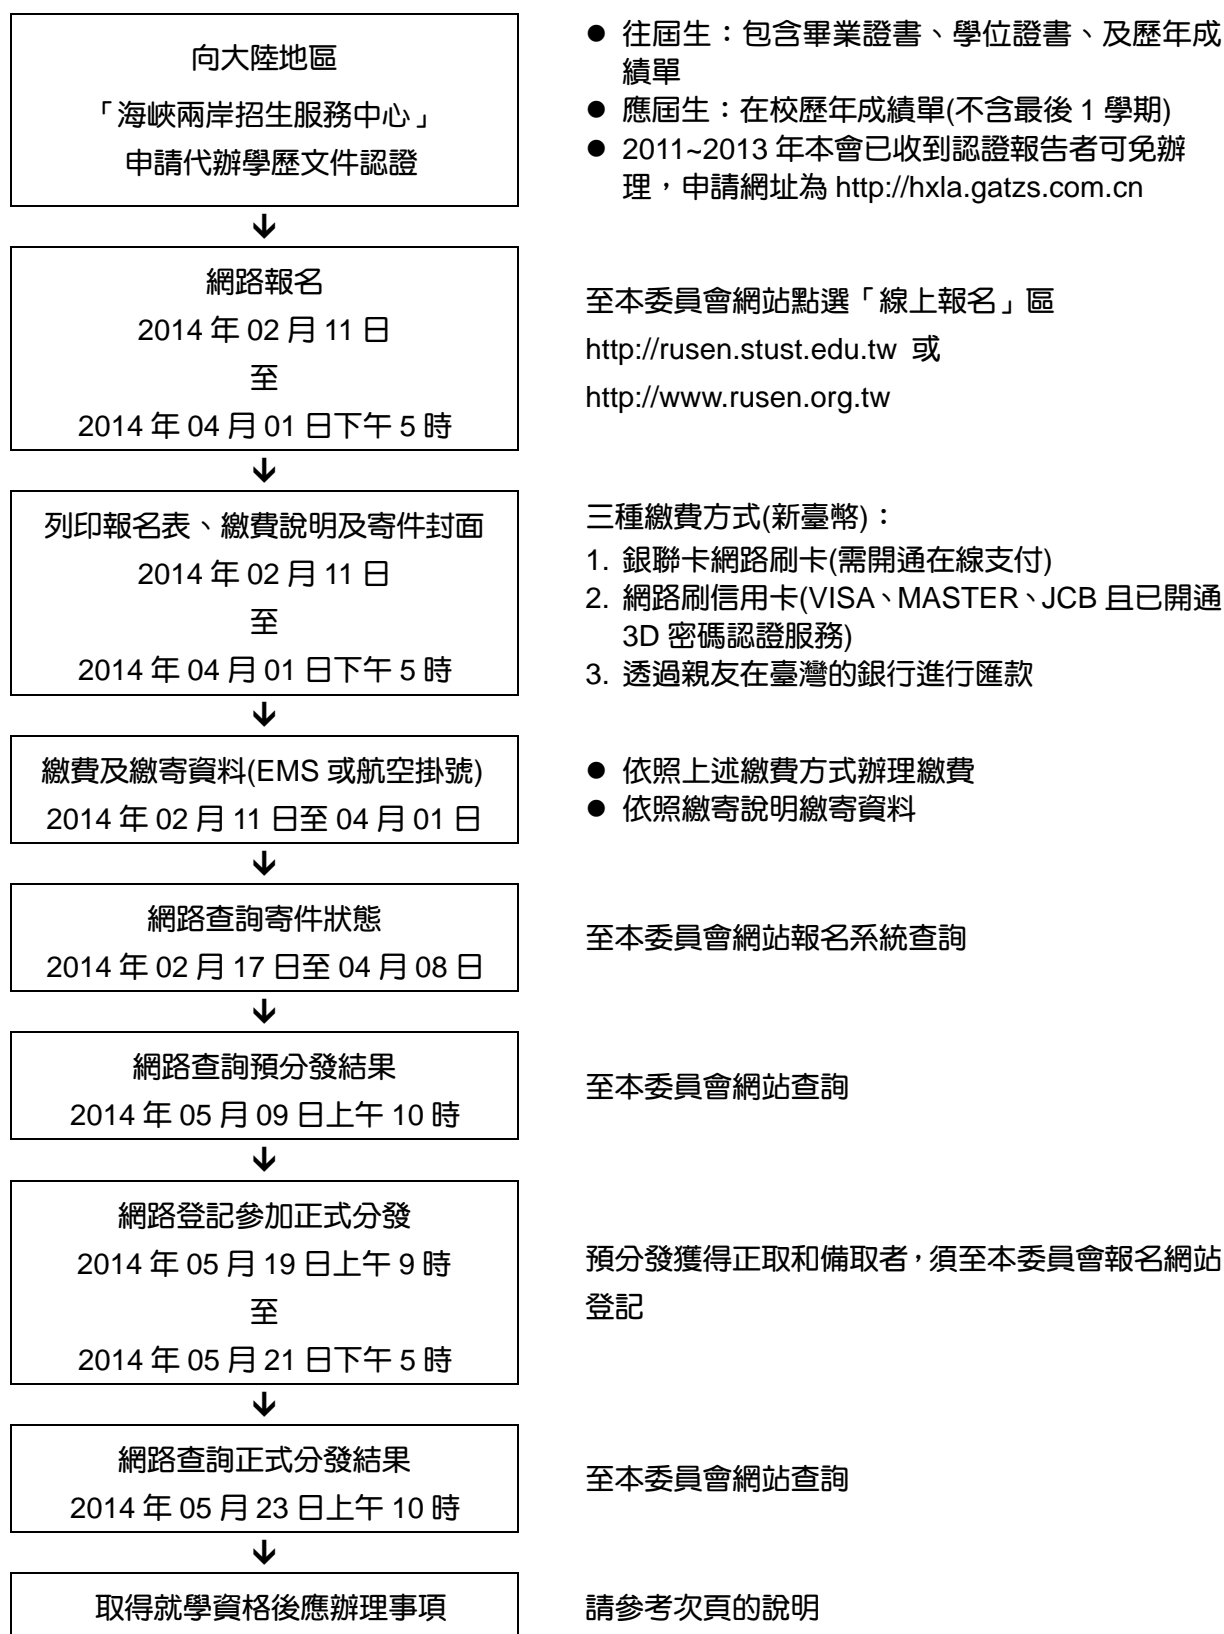 向大陸地區
「海峽兩岸招生服務中心」
申請代辦學歷文件認證
● 往屆生：包含畢業證書、學位證書、及歷年成
績單
● 應屆生：在校歷年成績單(不含最後 1 學期)
● 2011~2013 年本會已收到認證報告者可免辦
理，申請網址為 http://hxla.gatzs.com.cn
↓
網路報名
2014 年 02 月 11 日
至
2014 年 04 月 01 日下午 5 時
至本委員會網站點選「線上報名」區
http://rusen.stust.edu.tw 或
http://www.rusen.org.tw
↓
列印報名表、繳費說明及寄件封面
2014 年 02 月 11 日
至
2014 年 04 月 01 日下午 5 時
三種繳費方式(新臺幣)：
1. 銀聯卡網路刷卡(需開通在線支付)
2. 網路刷信用卡(VISA、MASTER、JCB 且已開通
3D 密碼認證服務)
3. 透過親友在臺灣的銀行進行匯款
↓
繳費及繳寄資料(EMS 或航空掛號)
2014 年 02 月 11 日至 04 月 01 日
● 依照上述繳費方式辦理繳費
● 依照繳寄說明繳寄資料
↓
網路查詢寄件狀態
2014 年 02 月 17 日至 04 月 08 日
至本委員會網站報名系統查詢
↓
網路查詢預分發結果
2014 年 05 月 09 日上午 10 時
至本委員會網站查詢
↓
網路登記參加正式分發
2014 年 05 月 19 日上午 9 時
至
2014 年 05 月 21 日下午 5 時
預分發獲得正取和備取者，須至本委員會報名網站
登記
↓
網路查詢正式分發結果
2014 年 05 月 23 日上午 10 時
至本委員會網站查詢
↓
取得就學資格後應辦理事項
請參考次頁的說明